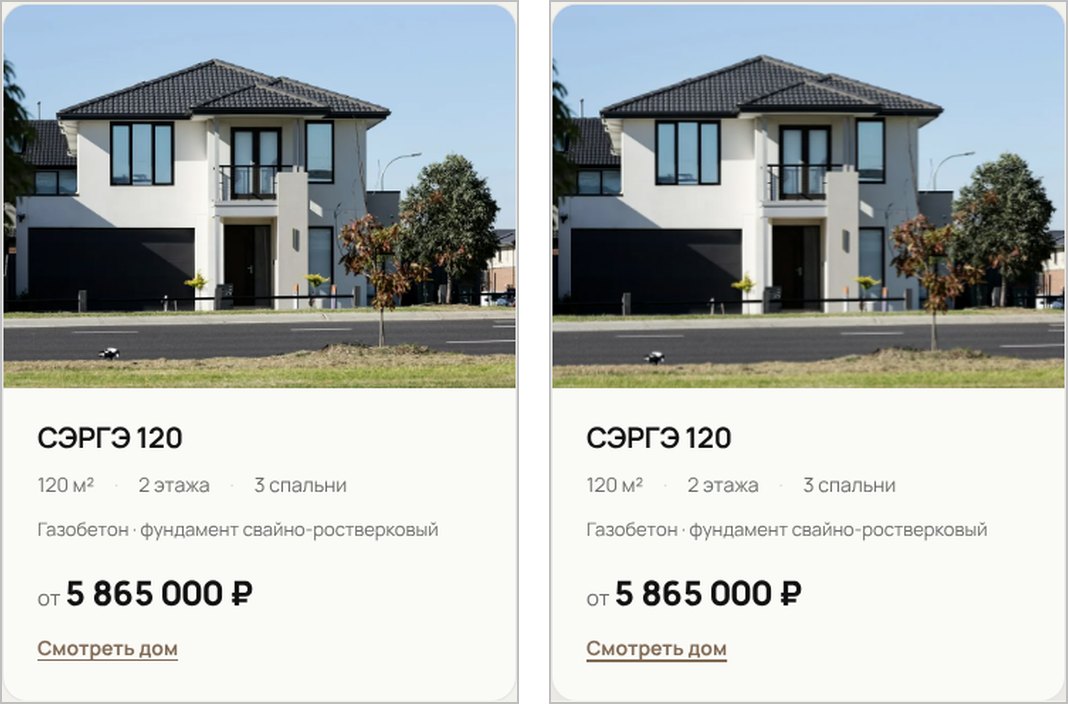 СЭРГЭ 120
120 м² · 2 этажа · 3 спальни
Газобетон · фундамент свайно-ростверковый
от 5 865 000 ₽
Смотреть дом
СЭРГЭ 120
120 м² · 2 этажа · 3 спальни
Газобетон · фундамент свайно-ростверковый
от 5 865 000 ₽
Смотреть дом